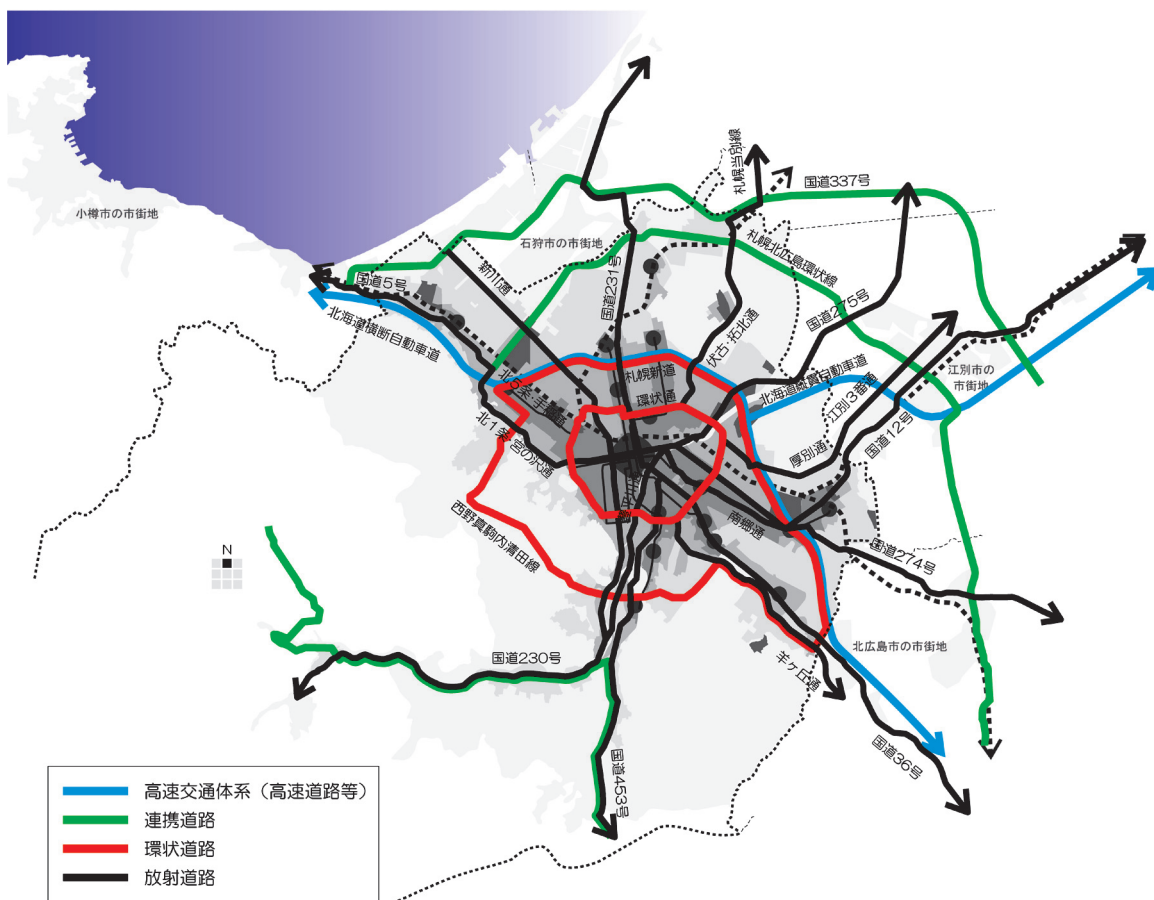 札幌当別線
国道337号
小樽市の市街地
石狩市の市街地
札幌北広島環状線
新川通
国道231号
国道5号
国道275号
北海道横断自動車道
伏古・拓北通
江別市の
市街地
札幌新道
北海道縦貫自動車道
北5条・手稲通
環状通
江別3番通
国道12号
北1条・宮の沢通
厚別通
南郷通
西野真駒内清田線
国道274号
N
北広島市の市街地
国道230号
羊ヶ丘通
国道36号
国道453号
高速交通体系（高速道路等）
連携道路
環状道路
放射道路